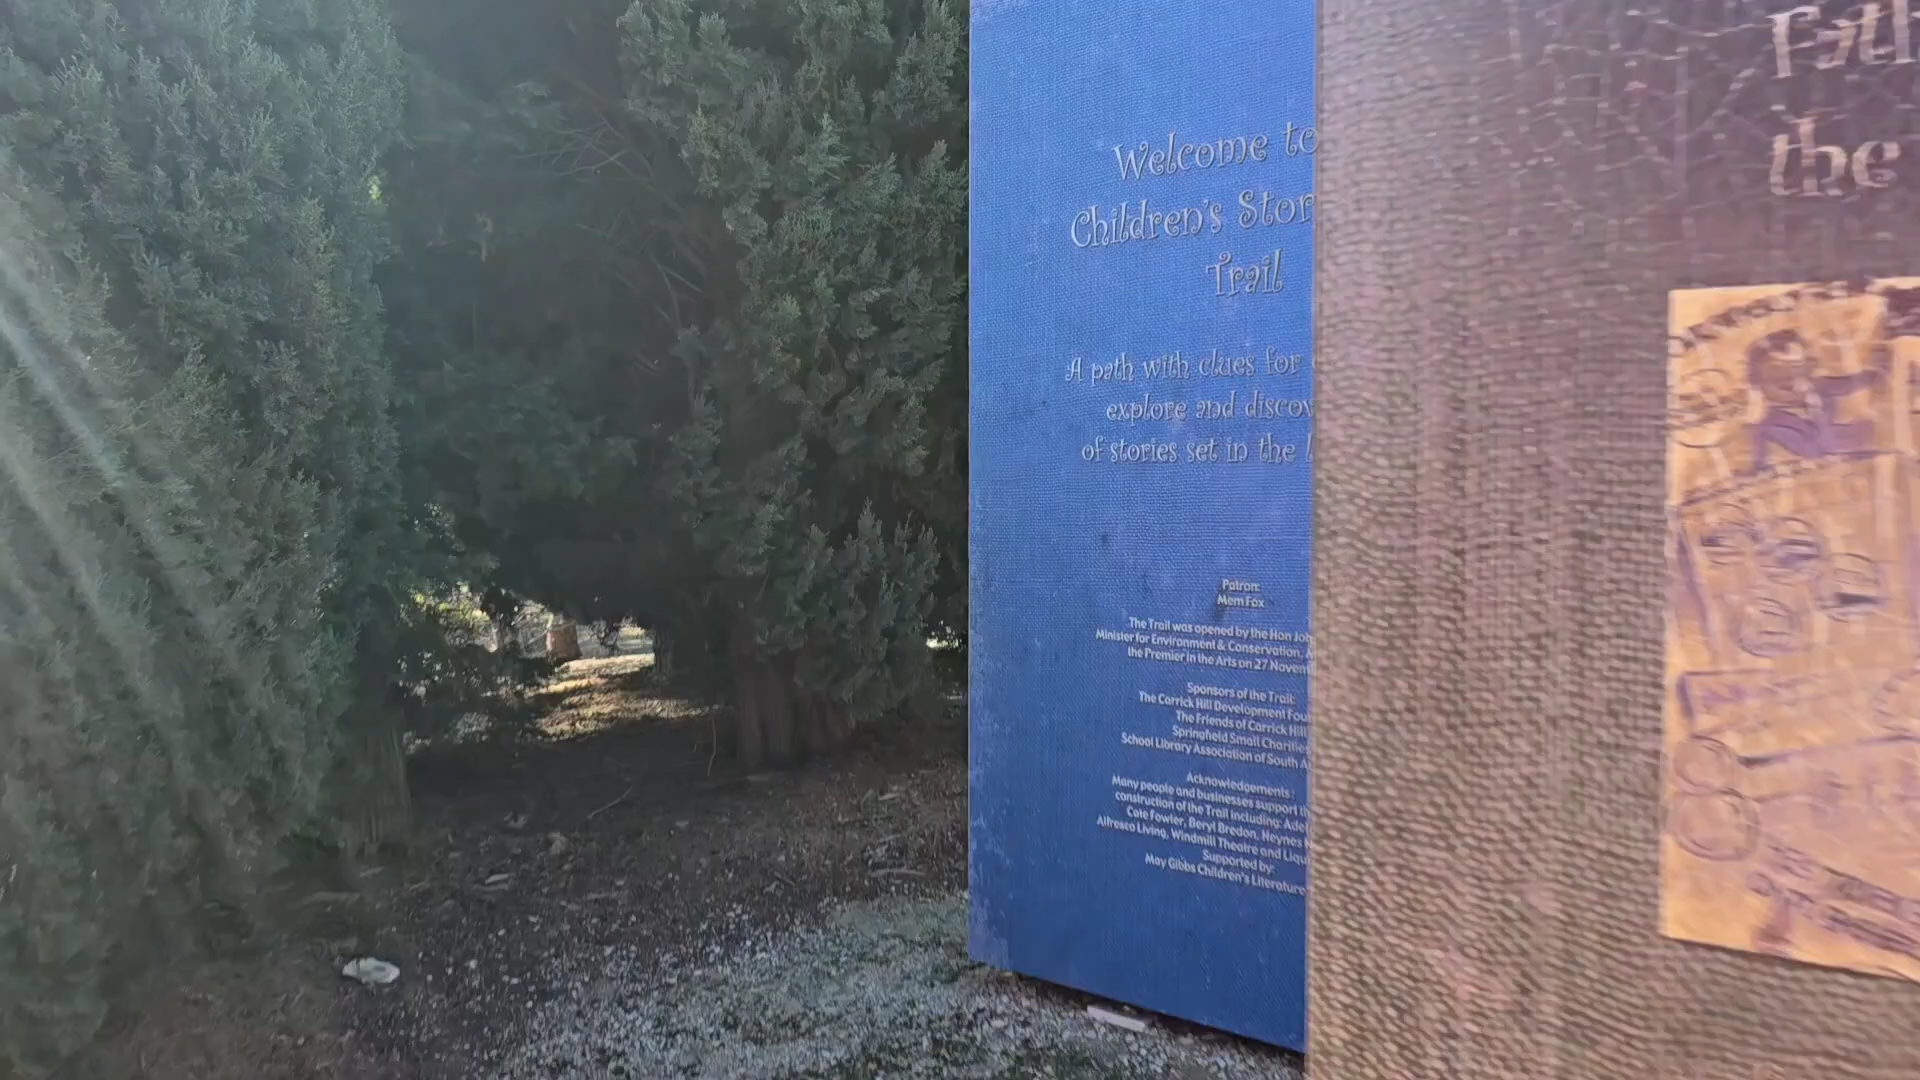 Welcome to
Children's Stor
Trail
A path with clues for
explore and discov
of stories set in the
Patron:
Mem Fox
The Trail was opened by the Hon Joh
Minister for Environment & Conservation,
the Premier in the Arts on 27 Novem
Sponsors of the Trail:
The Carrick Hill Development Fou
The Friends of Carrick Hill
Springfield Small Charitie
School Library Association of South A
Acknowledgements:
Many people and businesses support th
construction of the Trail including: Adel
Cate Fowler, Beryl Bredon, Heynes
Alfresco Living, Windmill Theatre and Liqu
Supported by:
May Gibbs Children's Literature
Fath
the